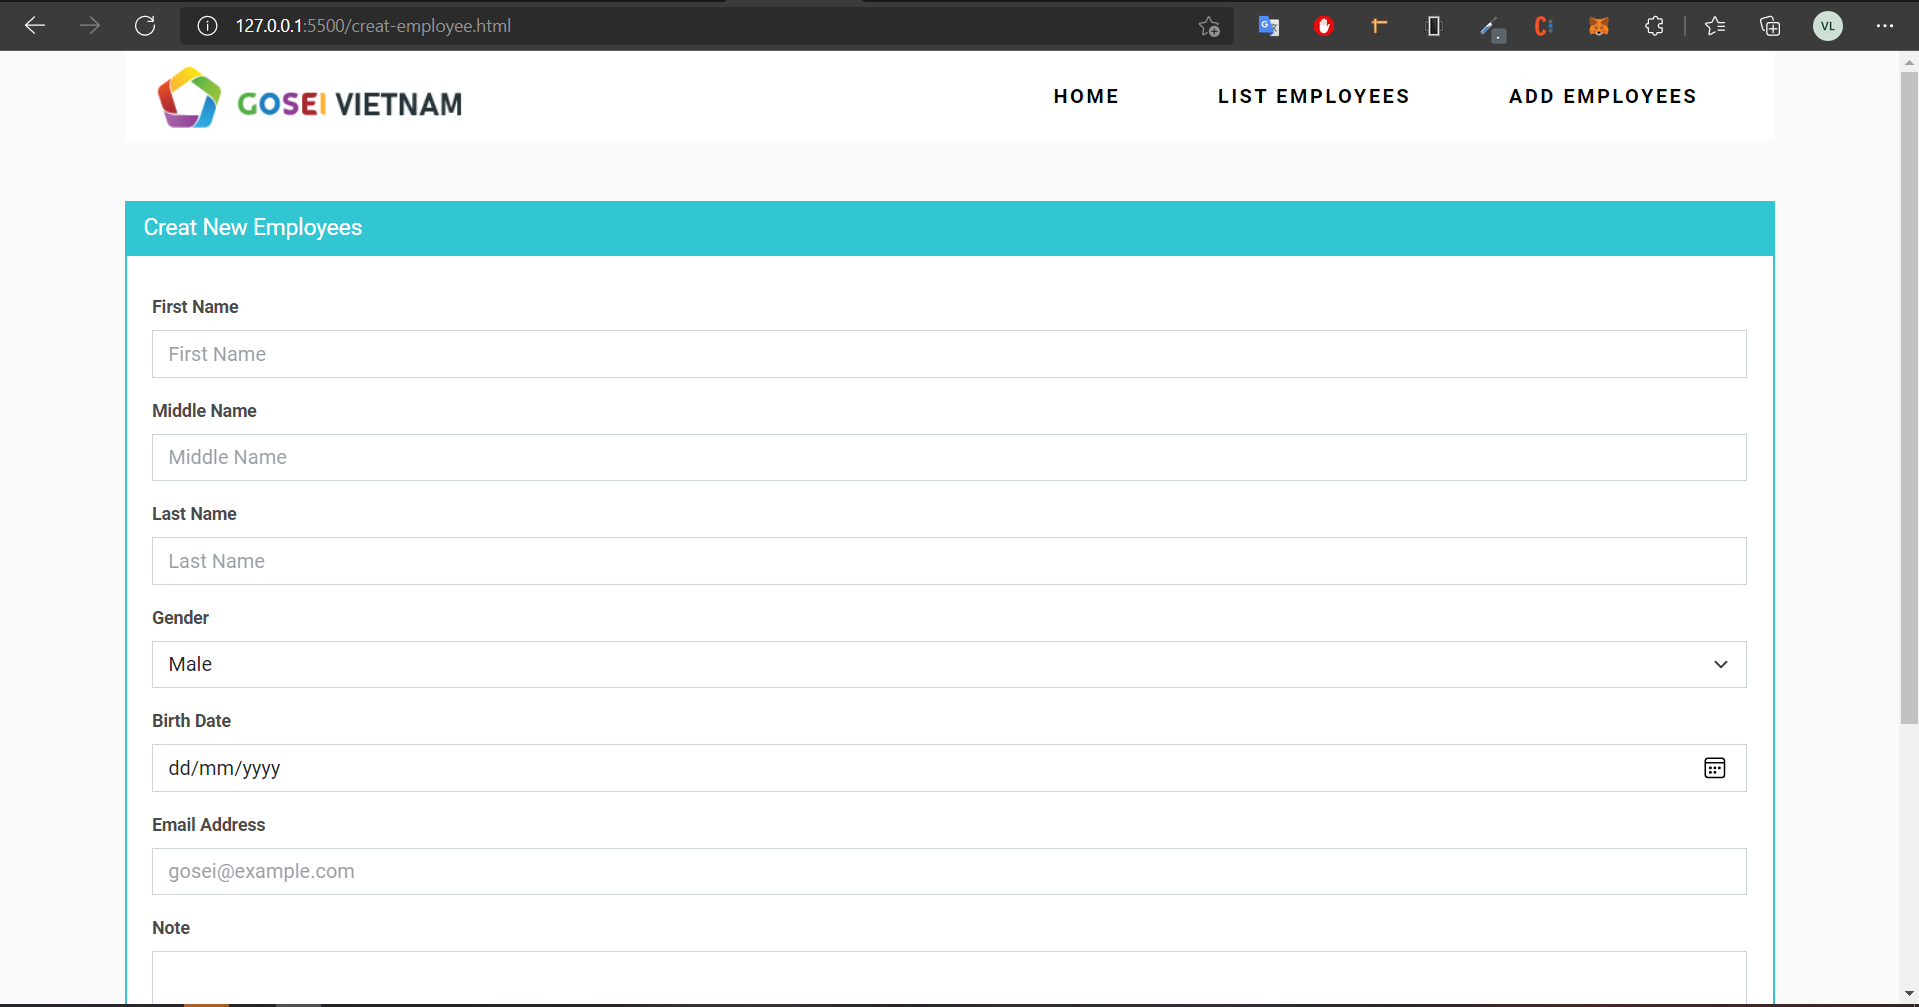 127.0.0.1:5500/creat-employee.html
VL
GOSEI VIETNAM
HOME
LIST EMPLOYEES
ADD EMPLOYEES
Creat New Employees
First Name
First Name
Middle Name
Middle Name
Last Name
Last Name
Gender
Male
Birth Date
dd/mm/yyyy
Email Address
gosei@example.com
Note